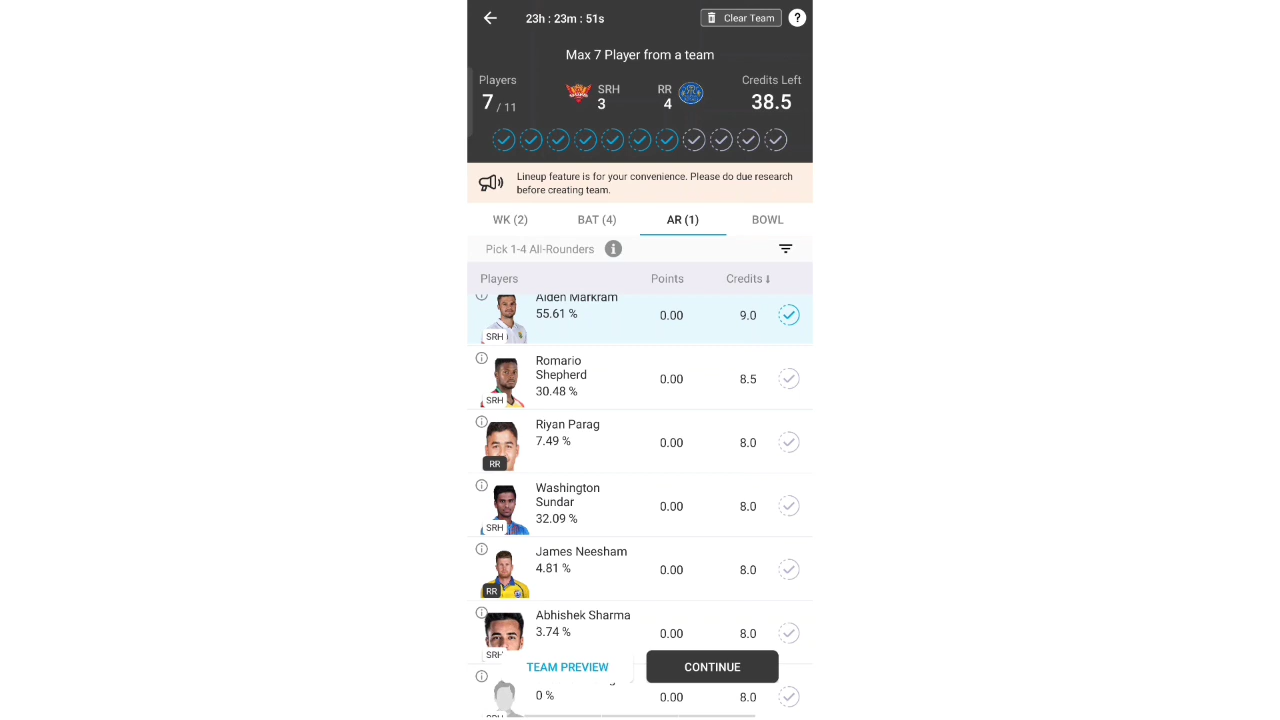 23h : 23m : 51s
Clear Team
?
Max 7 Player from a team
Players
7 / 11
SRH
3
RR
4
Credits Left
38.5
Lineup feature is for your convenience. Please do due research
before creating team.
WK (2)
BAT (4)
AR (1)
BOWL
Pick 1-4 All-Rounders
Players
Points
Credits
Aiden Markram
55.61 %
0.00
9.0
SRH
Romario
Shepherd
30.48 %
0.00
8.5
SRH
Riyan Parag
7.49 %
0.00
8.0
RR
Washington
Sundar
32.09 %
0.00
8.0
SRH
James Neesham
4.81 %
0.00
8.0
RR
Abhishek Sharma
3.74 %
0.00
8.0
SRH
TEAM PREVIEW
CONTINUE
0 %
0.00
8.0
SRH